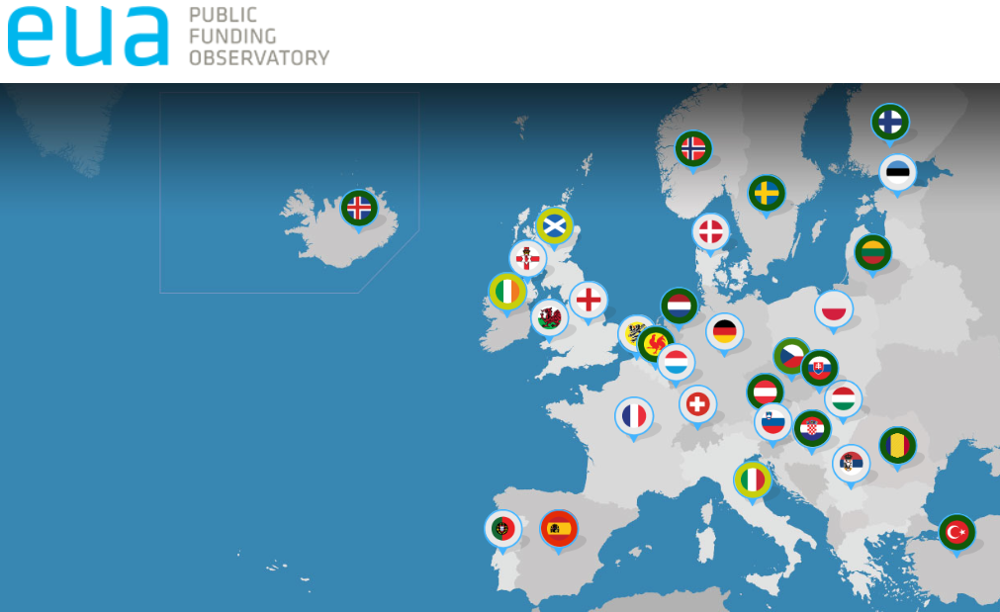 eua
PUBLIC
FUNDING
OBSERVATORY